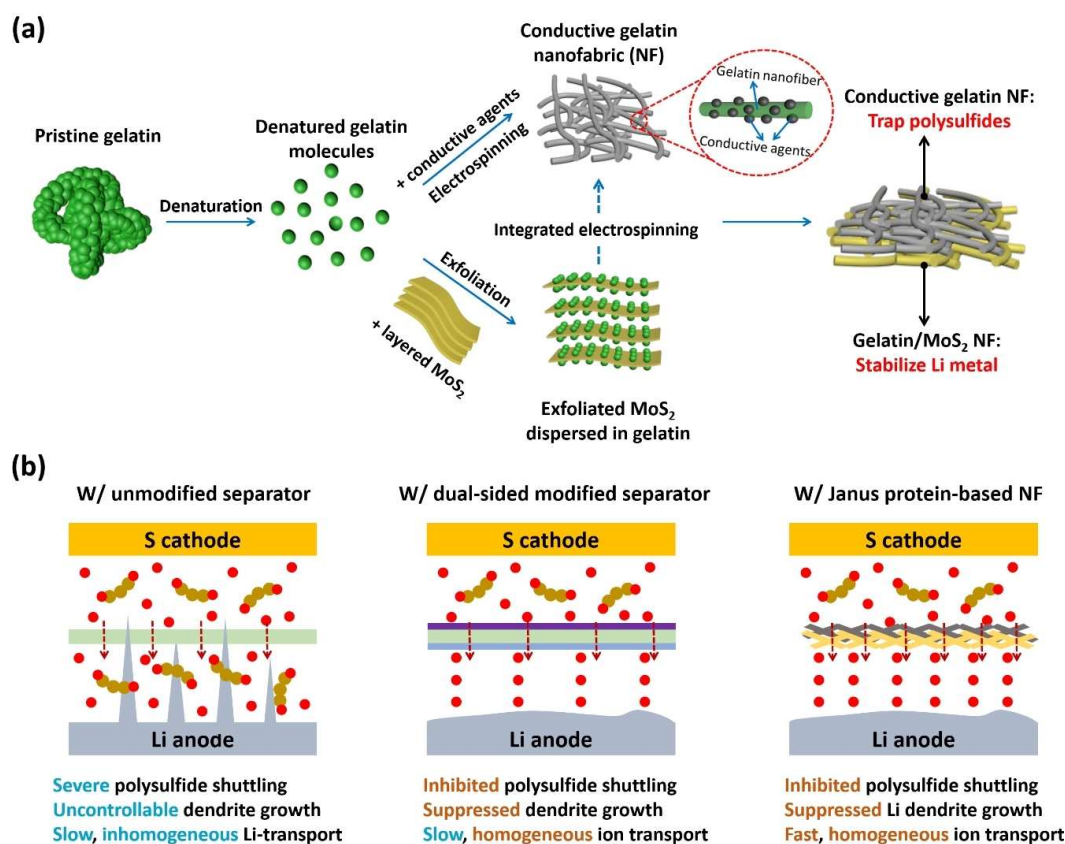 (a)
Pristine gelatin
Denaturation
Denatured gelatin
molecules
+ conductive agents
Electrospinning
Exfoliation
+ layered MoS₂
Conductive gelatin
nanofabric (NF)
Gelatin nanofiber
Conductive agents
Integrated electrospinning
Exfoliated MoS₂
dispersed in gelatin
Conductive gelatin NF:
Trap polysulfides
Gelatin/MoS₂ NF:
Stabilize Li metal
(b)
W/ unmodified separator
S cathode
Li anode
Severe polysulfide shuttling
Uncontrollable dendrite growth
Slow, inhomogeneous Li-transport
W/ dual-sided modified separator
S cathode
Li anode
Inhibited polysulfide shuttling
Suppressed dendrite growth
Slow, homogeneous ion transport
W/ Janus protein-based NF
S cathode
Li anode
Inhibited polysulfide shuttling
Suppressed Li dendrite growth
Fast, homogeneous ion transport